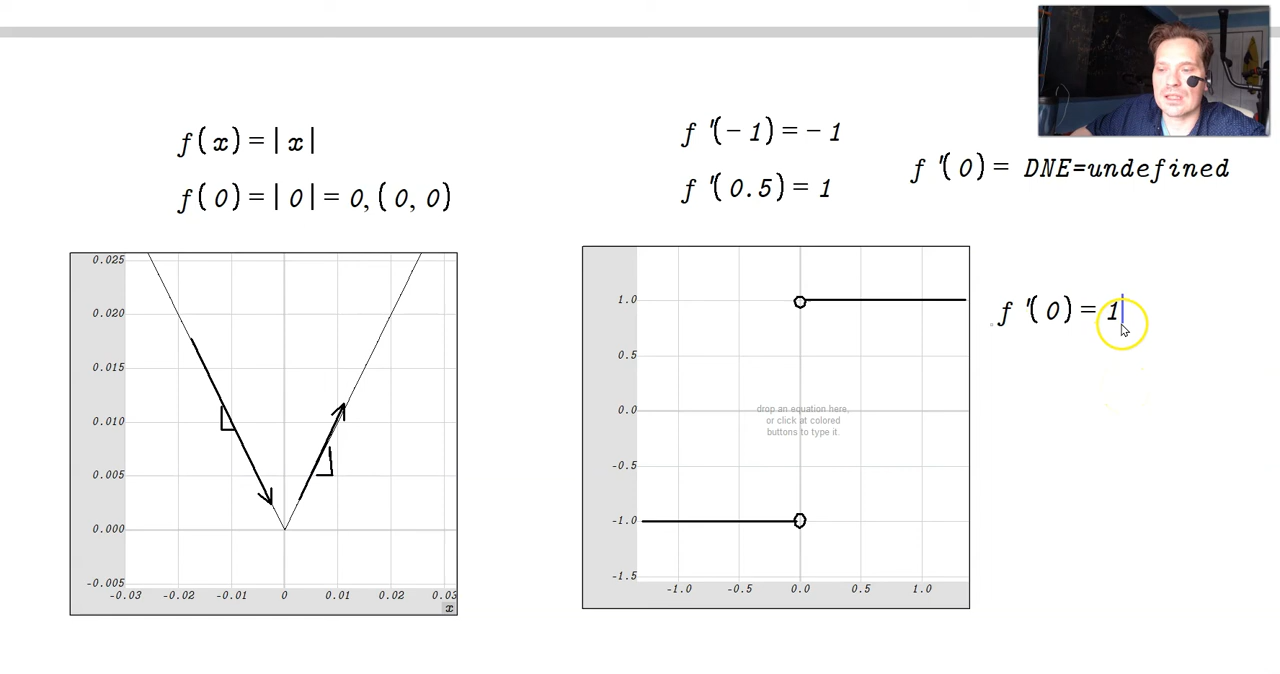 f(x)=|x|
f(0)=|0|=0,(0,0)
f'(-1)=-1
f'(0.5)=1
f'(0)= DNE=undefined
0.025
0.020
0.015
0.010
0.005
0.000
-0.005
-0.03 -0.02 -0.01 0 0.01 0.02 0.03
x
1.0
0.5
0.0
-0.5
-1.0
-1.5
-1.0 -0.5 0.0 0.5 1.0
drop an equation here,
or click at colored
buttons to type it.
f'(0)=1